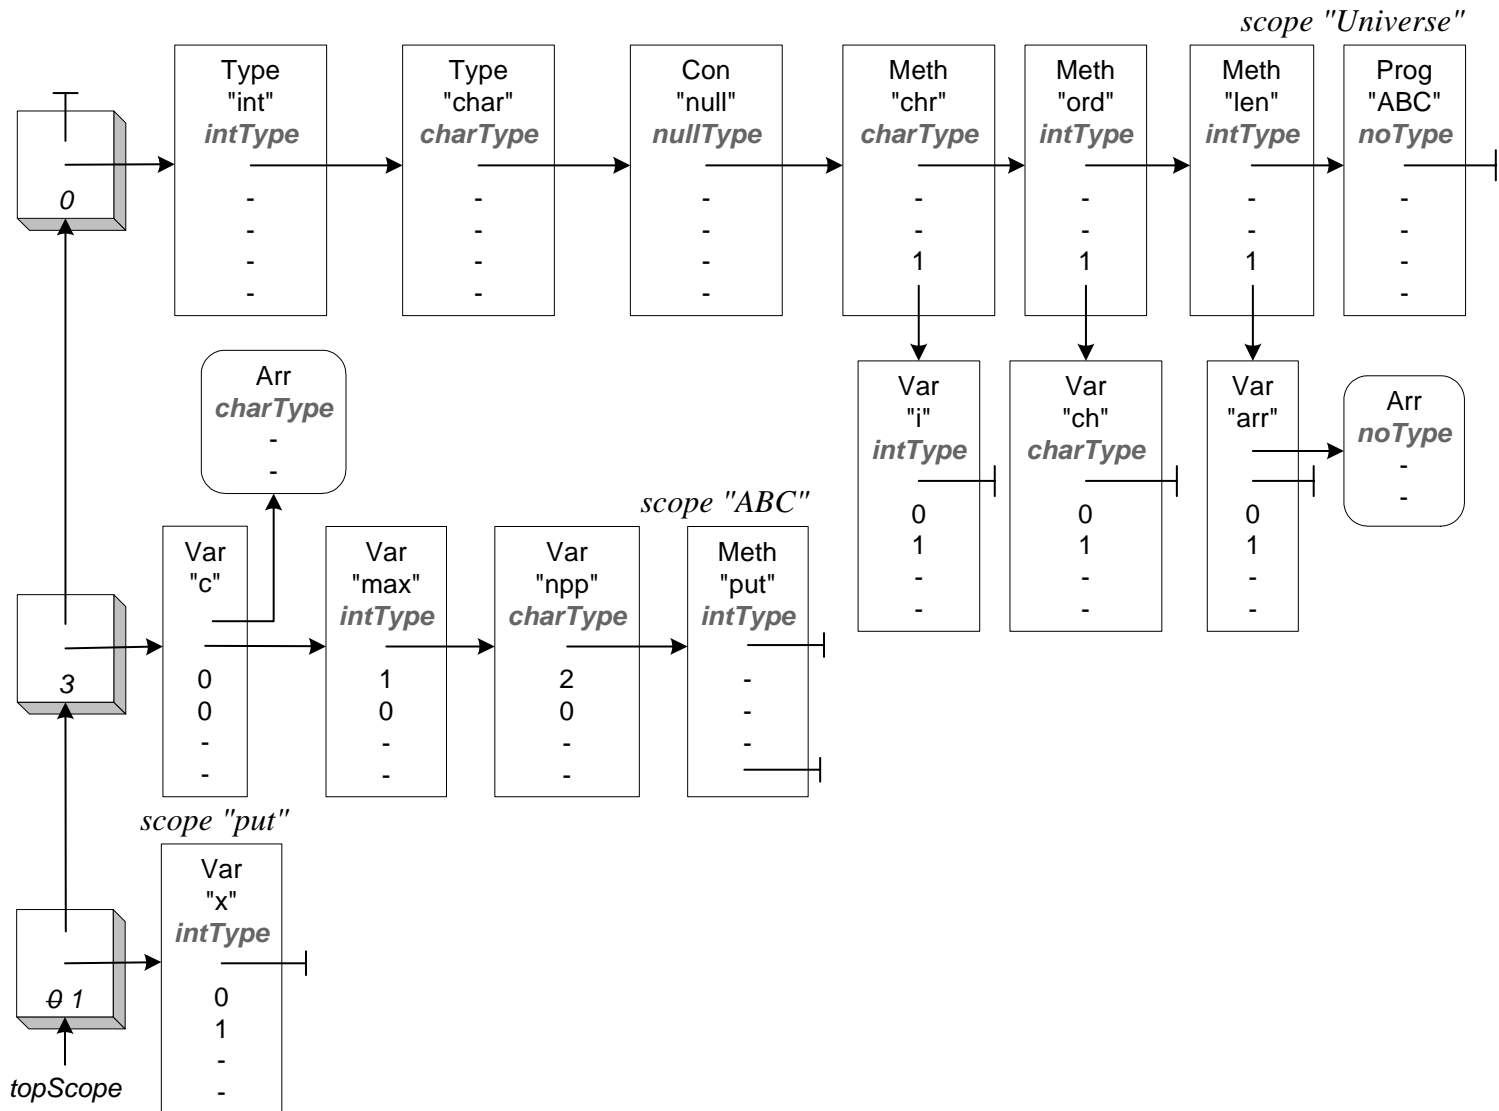 scope "Universe"
Type
"int"
intType
-
-
-
-
Type
"char"
charType
-
-
-
-
Con
"null"
nullType
-
-
-
-
Meth
"chr"
charType
-
-
1
Meth
"ord"
intType
-
-
1
Meth
"len"
intType
-
-
1
Prog
"ABC"
noType
-
-
-
-
0
Var
"i"
intType
0
1
-
-
Var
"ch"
charType
0
1
-
-
Var
"arr"
0
1
-
-
Arr
noType
-
-
Arr
charType
-
-
scope "ABC"
3
Var
"c"
0
0
-
-
Var
"max"
intType
1
0
-
-
Var
"npp"
charType
2
0
-
-
Meth
"put"
intType
-
-
-
scope "put"
0 1
Var
"x"
intType
0
1
-
-
topScope